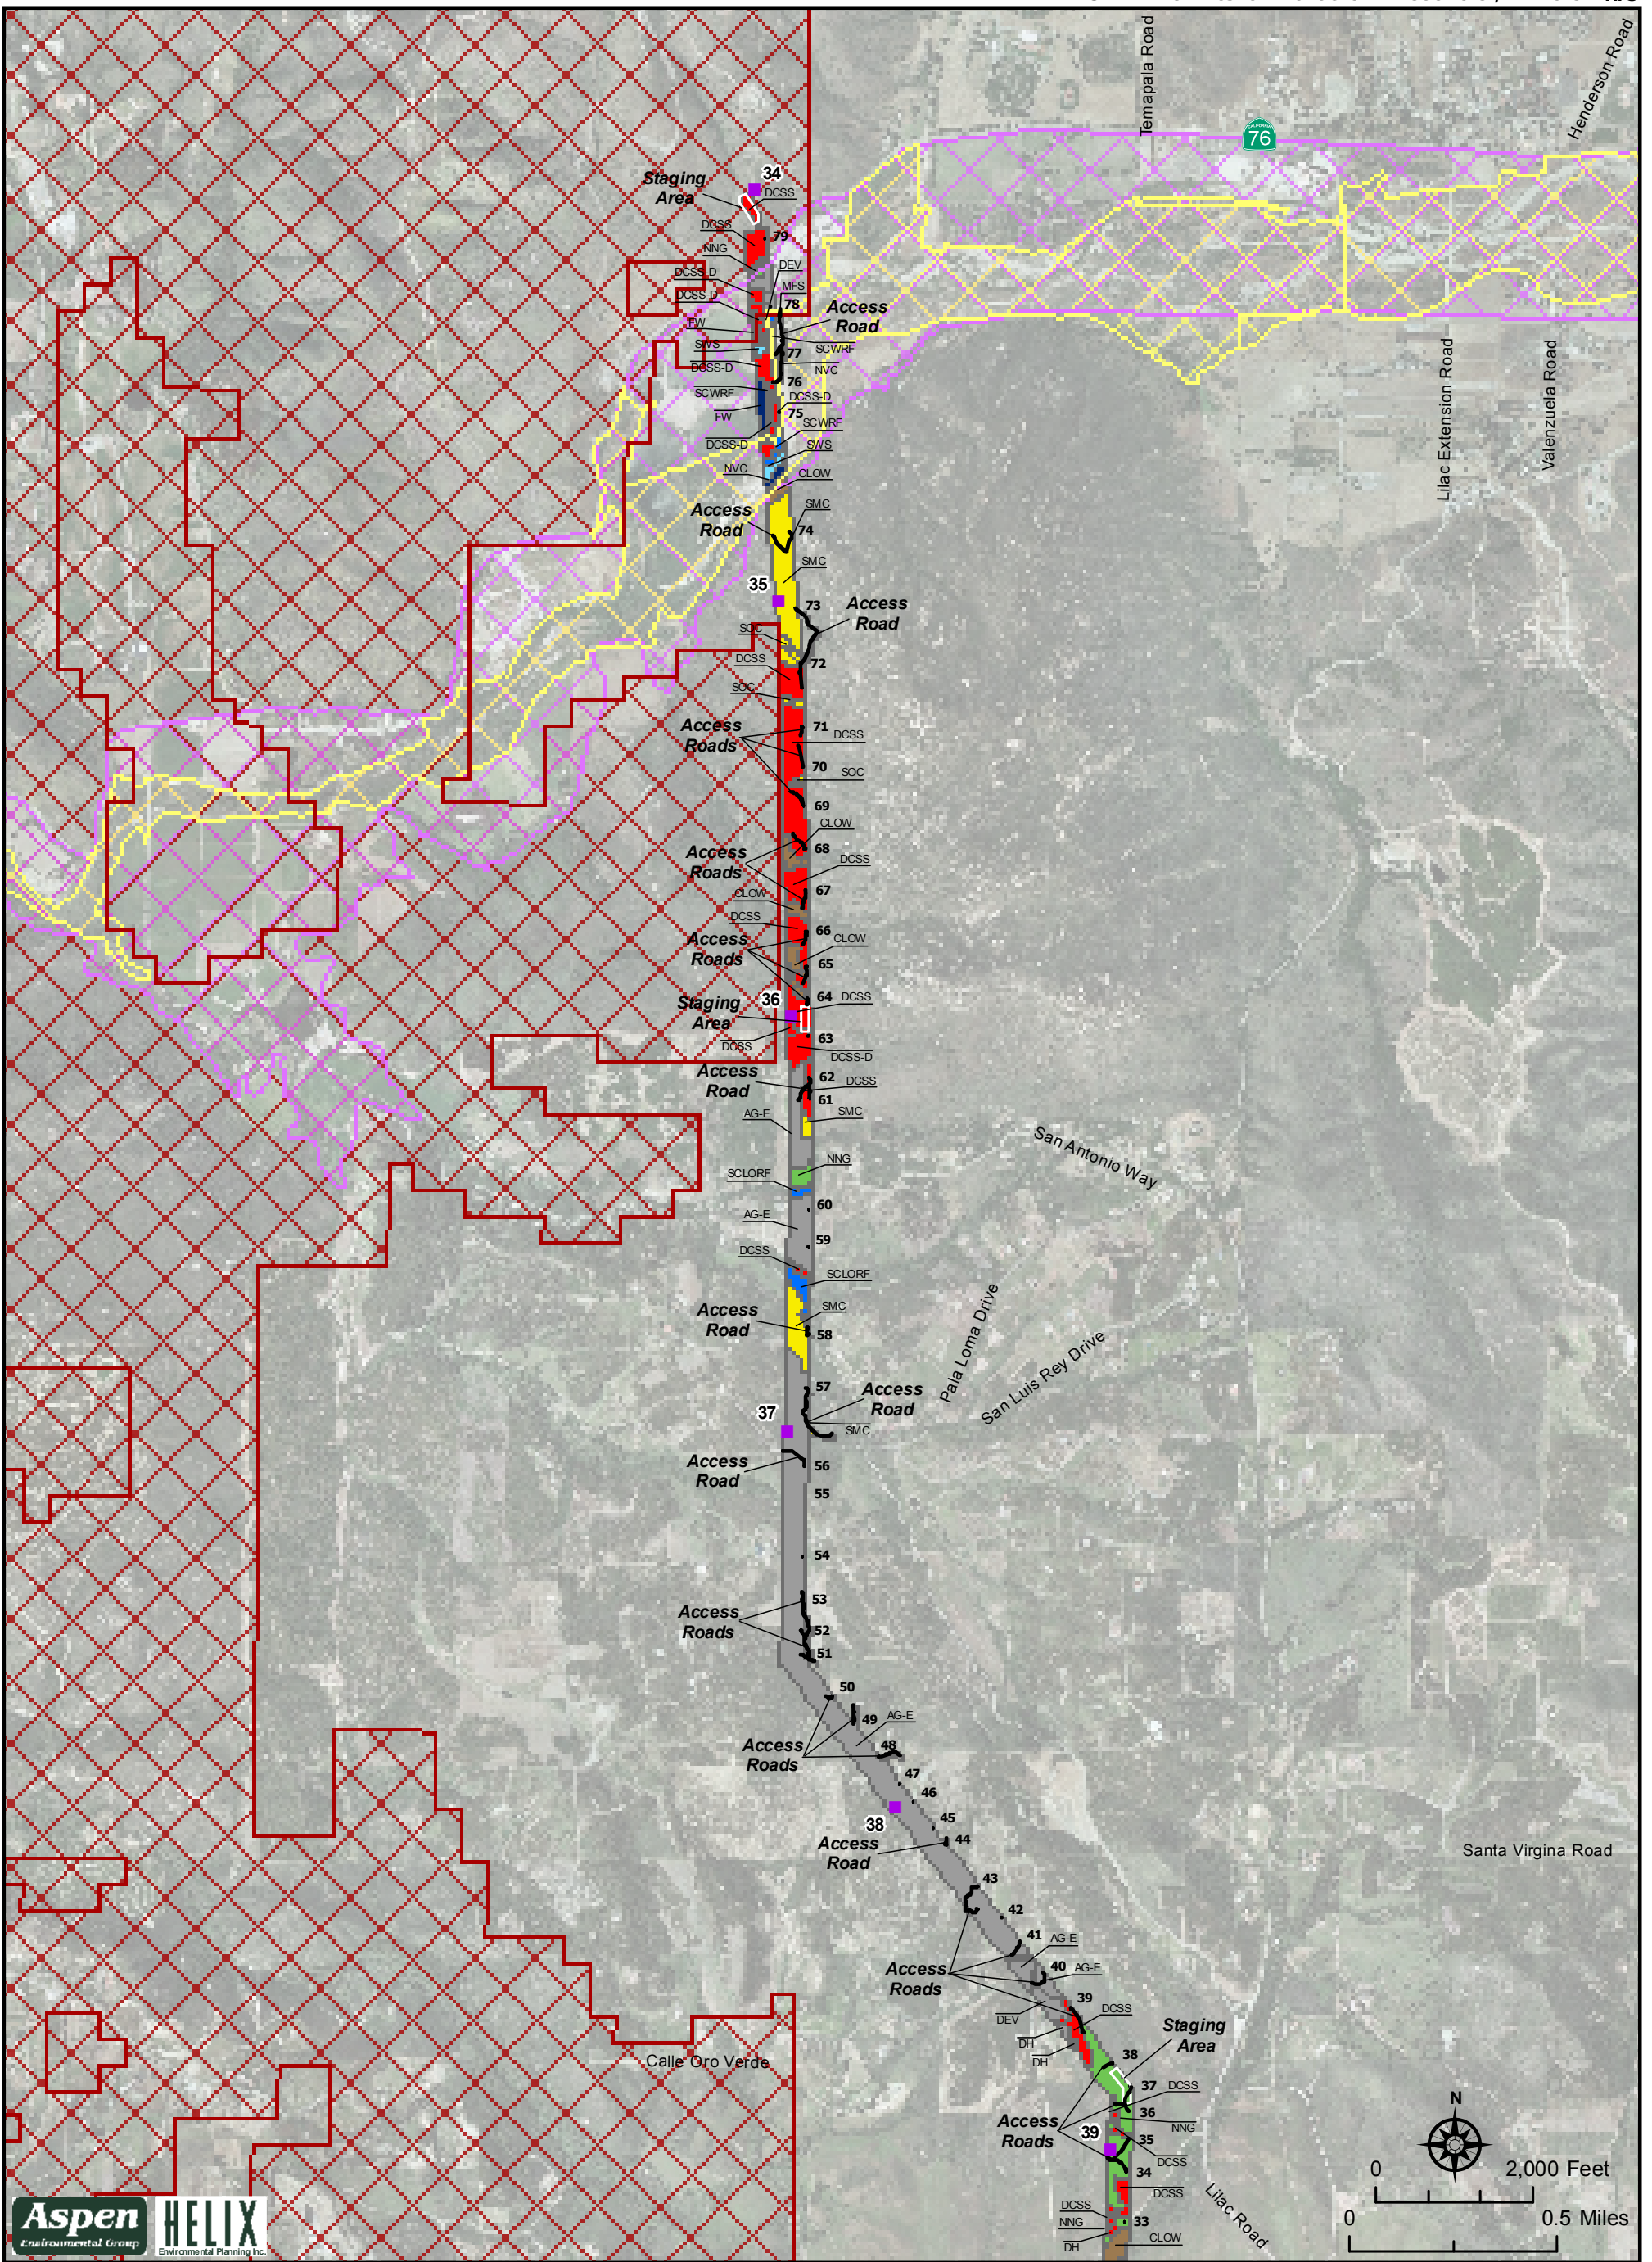 Temapala Road
Henderson Road
76
34
Staging
Area
DCSS
DCSS
79
NNG
DEV
DCSS-D
MFS
DCSS-D
78
Access
Road
FW
SWS
SCWRF
77
DCSS-D
NVC
76
SCWRF
DCSS-D
FW
75
DCSS-D
SCWRF
SWS
NVC
CLOW
Lilac Extension Road
Valenzuela Road
SMC
Access
Road
74
SMC
35
73
Access
Road
SOC
DCSS
72
SOC
Access
Roads
71
DCSS
70
SOC
69
CLOW
Access
Roads
68
DCSS
CLOW
67
DCSS
66
Access
Roads
CLOW
65
Staging
Area
36
64
DCSS
DCSS
63
DCSS-D
Access
Road
62
DCSS
61
AG-E
SMC
San Antonio Way
NNG
SCLORF
60
AG-E
59
DCSS
SCLORF
Access
Road
SMC
58
Pala Loma Drive
San Luis Rey Drive
57
Access
Road
37
SMC
Access
Road
56
55
54
Access
Roads
53
52
51
50
49
AG-E
Access
Roads
48
47
46
38
45
Access
Road
44
Santa Virgina Road
43
42
41
AG-E
Access
Roads
40
AG-E
39
DEV
DCSS
DH
DH
Staging
Area
Calle Oro Verde
38
37
DCSS
36
NNG
Access
Roads
39
35
DCSS
34
DCSS
DCSS
NNG
33
DH
CLOW
Lilac Road
N
0 2,000 Feet
0 0.5 Miles
Aspen
Environmental Group
HELIX
Environmental Planning Inc.